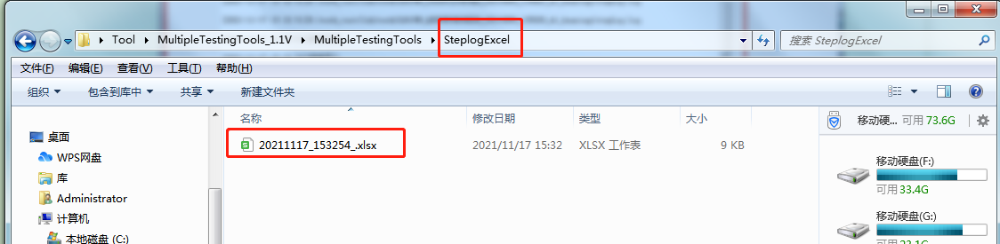 Tool MultipleTestingTools_1.1V MultipleTestingTools SteplogExcel 搜索 SteplogExcel
文件(F) 编辑(E) 查看(V) 工具(T) 帮助(H)
组织 包含到库中 共享 新建文件夹
名称 修改日期 类型 大小
20211117_153254_.xlsx 2021/11/17 15:32 XLSX 工作表 9 KB
桌面
WPS网盘
库
Administrator
计算机
本地磁盘 (C:)
移动硬... 可用 73.6G
移动硬盘(F:)
可用 33.4G
移动硬盘(G:)